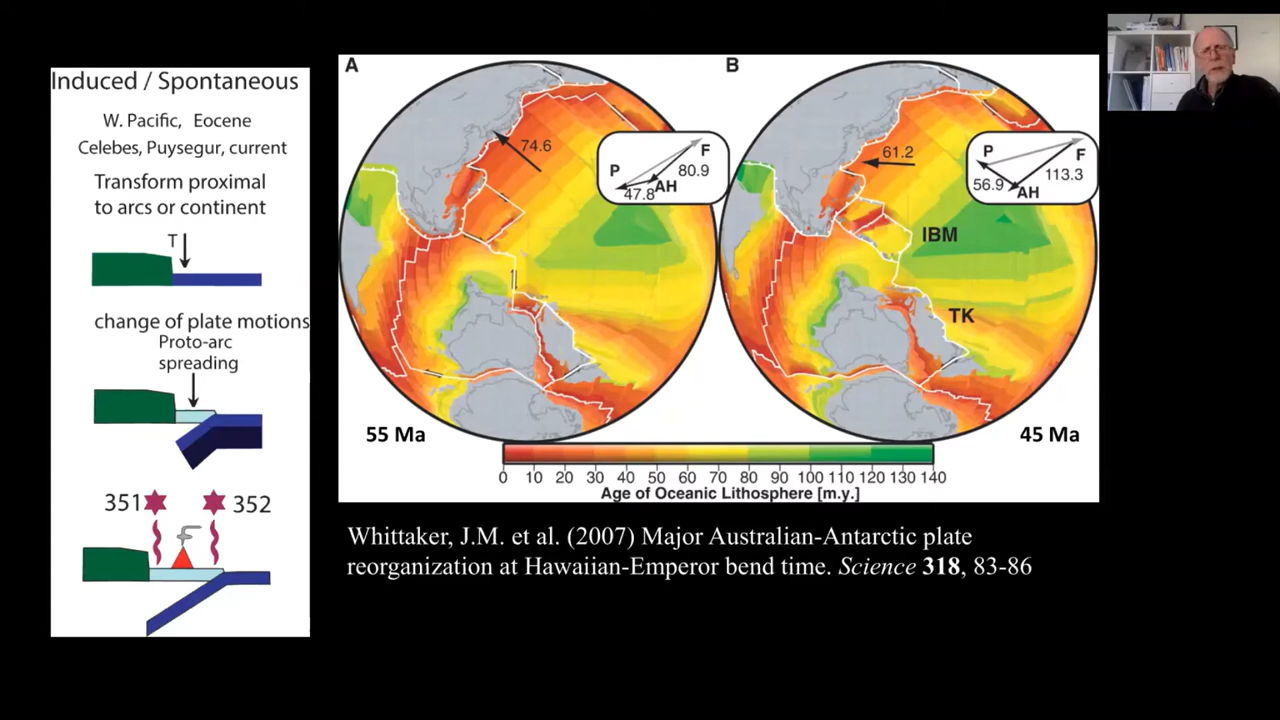 Induced / Spontaneous
W. Pacific, Eocene
Celebes, Puysegur, current
Transform proximal
to arcs or continent
T
change of plate motions
Proto-arc
spreading
351
352
A
74.6
P
F
80.9
AH
47.8
55 Ma
B
61.2
P
F
113.3
56.9
AH
IBM
TK
45 Ma
0 10 20 30 40 50 60 70 80 90 100 110 120 130 140
Age of Oceanic Lithosphere [m.y.]
Whittaker, J.M. et al. (2007) Major Australian-Antarctic plate
reorganization at Hawaiian-Emperor bend time. Science 318, 83-86